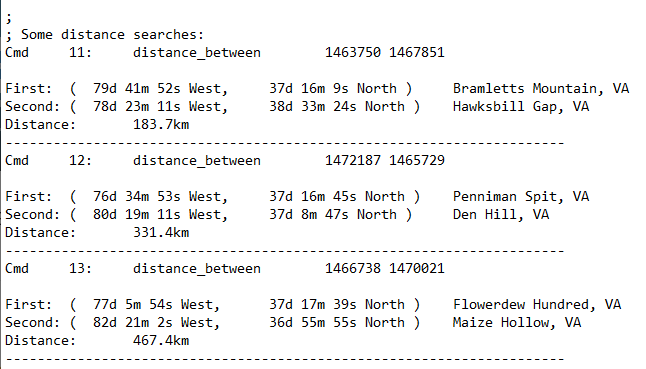 ;
; Some distance searches:
Cmd 11: distance_between 1463750 1467851
First: ( 79d 41m 52s West, 37d 16m 9s North ) Bramletts Mountain, VA
Second: ( 78d 23m 11s West, 38d 33m 24s North ) Hawksbill Gap, VA
Distance: 183.7km
----------------------------------------------------------------------
Cmd 12: distance_between 1472187 1465729
First: ( 76d 34m 53s West, 37d 16m 45s North ) Penniman Spit, VA
Second: ( 80d 19m 11s West, 37d 8m 47s North ) Den Hill, VA
Distance: 331.4km
----------------------------------------------------------------------
Cmd 13: distance_between 1466738 1470021
First: ( 77d 5m 54s West, 37d 17m 39s North ) Flowerdew Hundred, VA
Second: ( 82d 21m 2s West, 36d 55m 55s North ) Maize Hollow, VA
Distance: 467.4km
----------------------------------------------------------------------